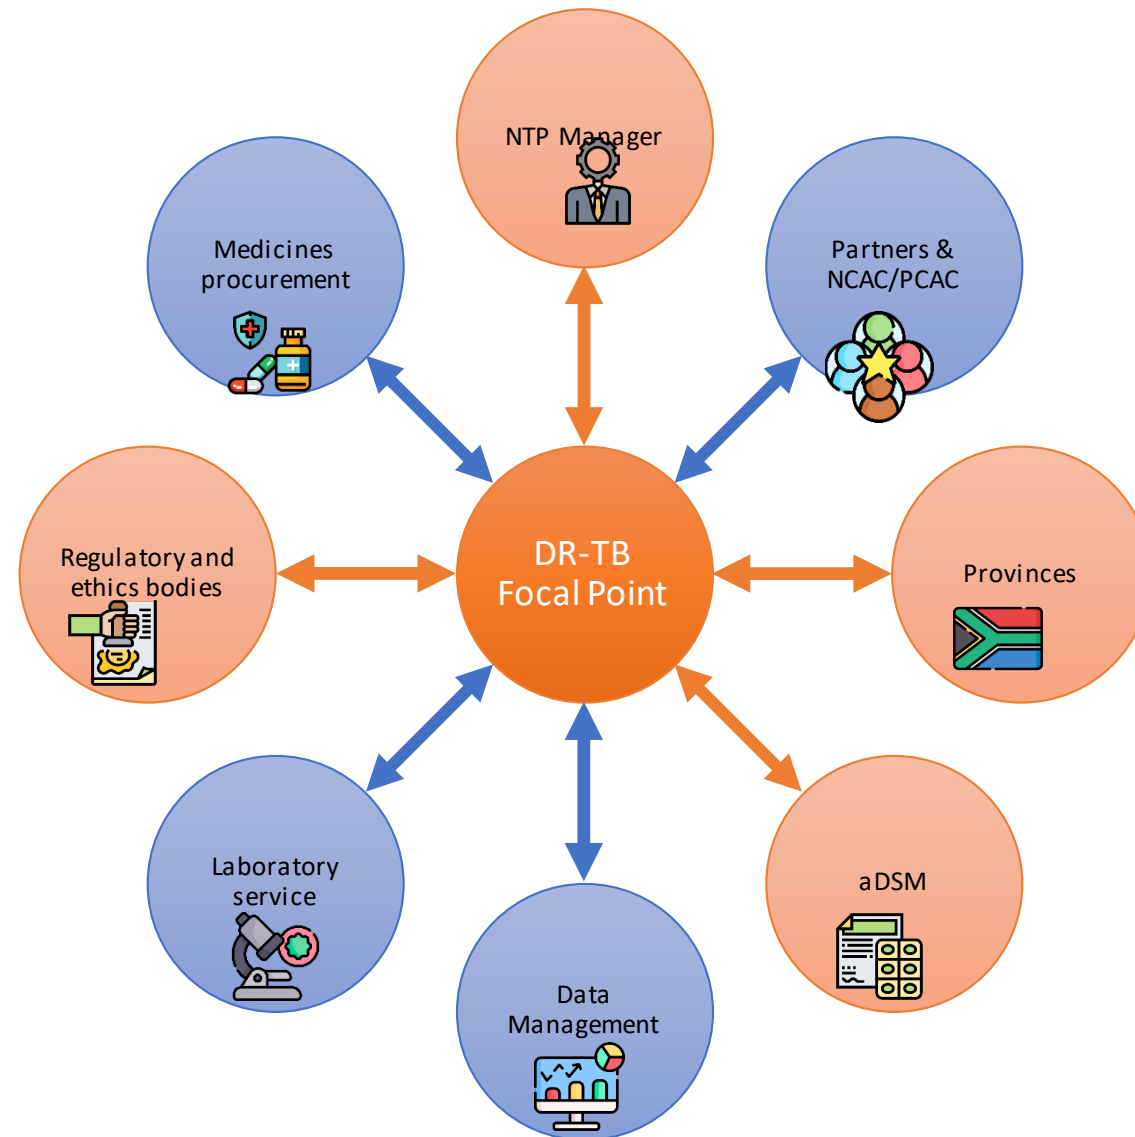 NTP Manager
Medicines
procurement
Partners &
NCAC/PCAC
Regulatory and
ethics bodies
DR-TB
Focal Point
Provinces
Laboratory
service
aDSM
Data
Management